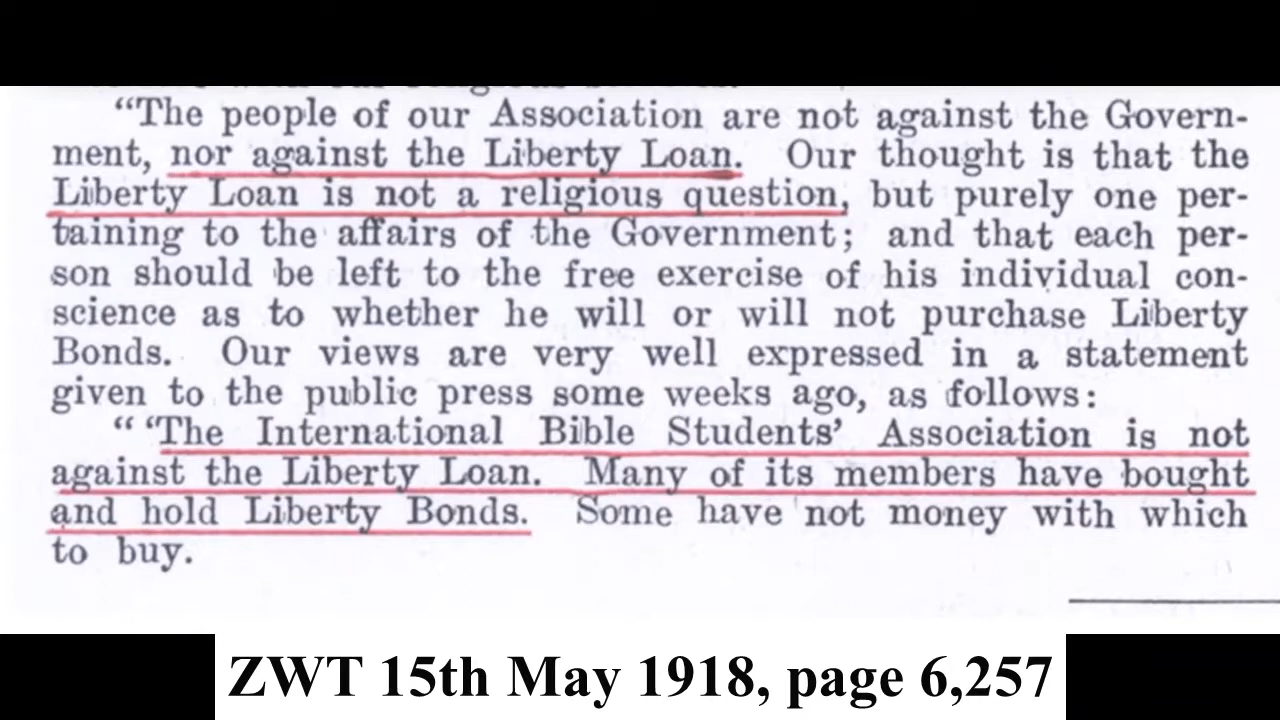 “The people of our Association are not against the Govern-
ment, nor against the Liberty Loan. Our thought is that the
Liberty Loan is not a religious question, but purely one per-
taining to the affairs of the Government; and that each per-
son should be left to the free exercise of his individual con-
science as to whether he will or will not purchase Liberty
Bonds. Our views are very well expressed in a statement
given to the public press some weeks ago, as follows:
“ ‘The International Bible Students’ Association is not
against the Liberty Loan. Many of its members have bought
and hold Liberty Bonds. Some have not money with which
to buy.
ZWT 15th May 1918, page 6,257